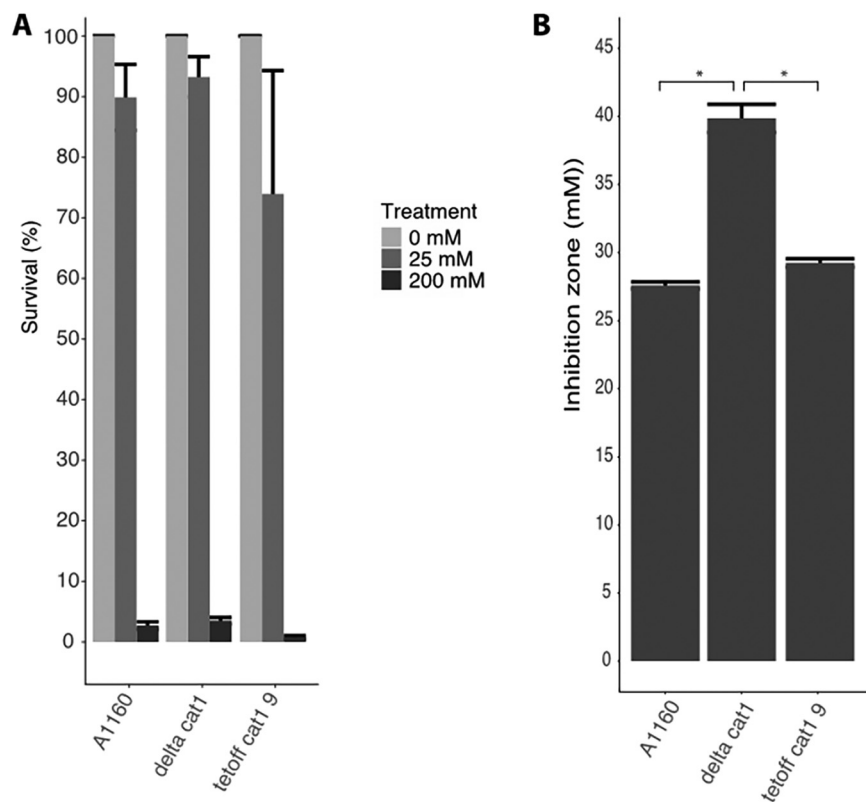 A
Survival (%)
100
90
80
70
60
50
40
30
20
10
0
A1160
delta cat1
tetoff cat1 9
Treatment
0 mM
25 mM
200 mM
B
Inhibition zone (mM))
45
40
35
30
25
20
15
10
5
0
*
*
A1160
delta cat1
tetoff cat1 9